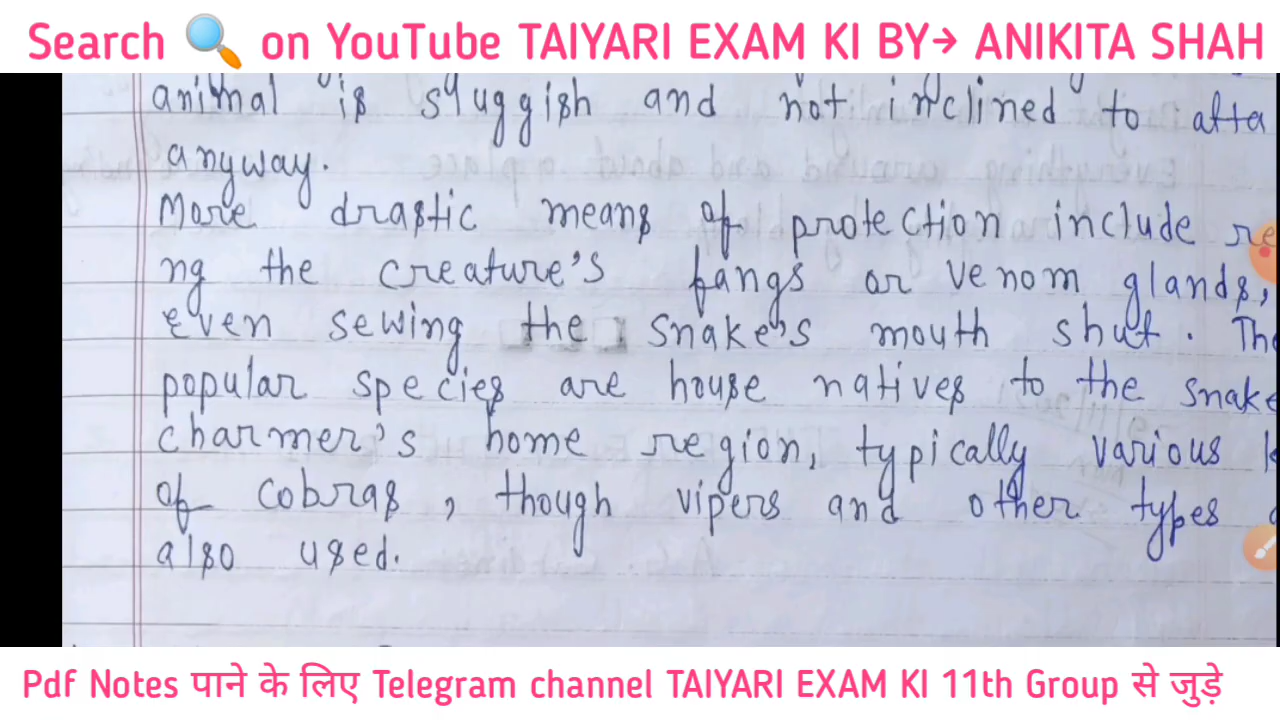 Search 🔍 on YouTube TAIYARI EXAM KI BY→ ANIKITA SHAH
animal is sluggish and not inclined to atta
anyway.
More drastic means of protection include re
ng the creature's fangs or venom glands,
even sewing the snake's mouth shut. The
popular species are house natives to the snake
charmer's home region, typically various k
of cobras, though vipers and other types
also used.
Pdf Notes पाने के लिए Telegram channel TAIYARI EXAM KI 11th Group से जुड़े